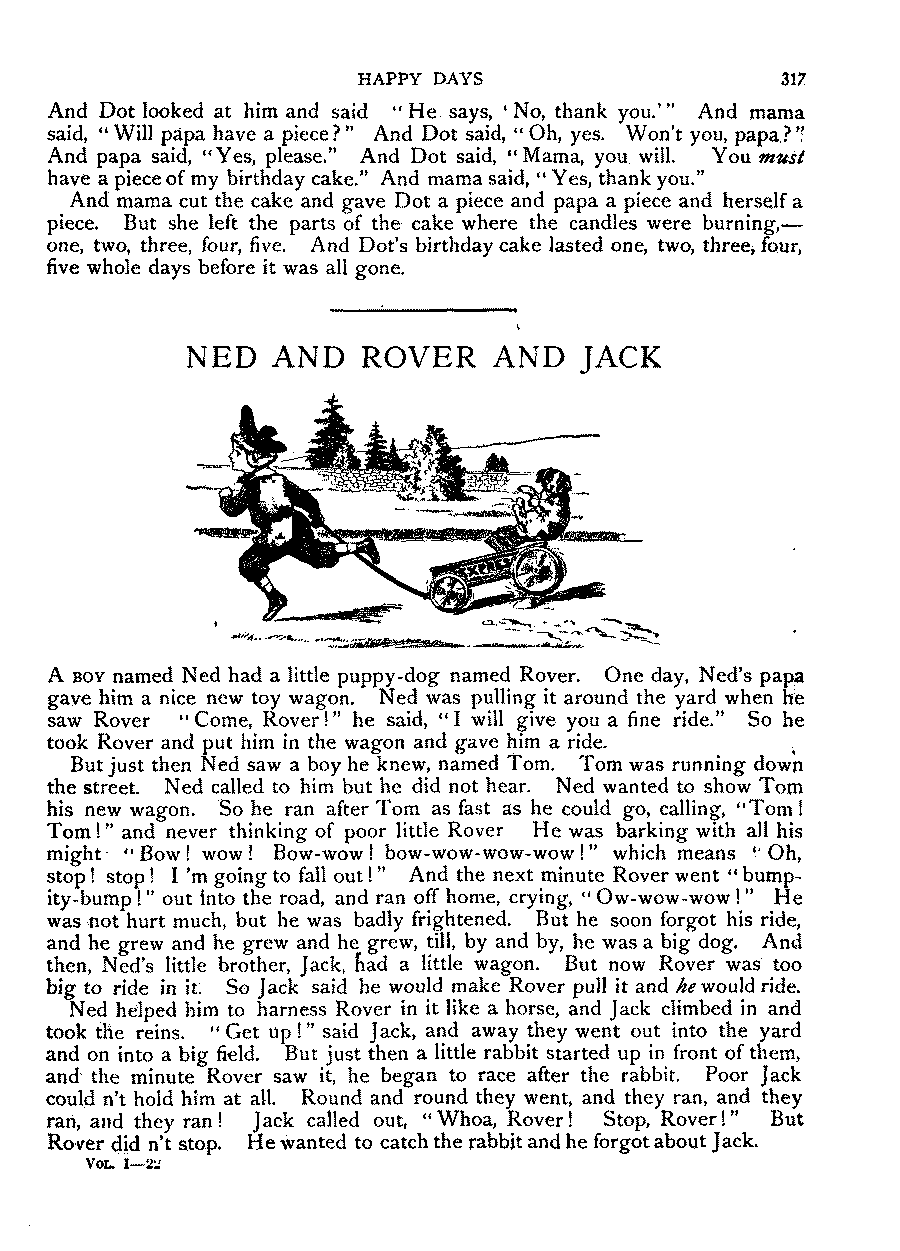 HAPPY DAYS 317
And Dot looked at him and said "He says, 'No, thank you.'" And mama
said, "Will papa have a piece?" And Dot said, "Oh, yes. Won't you, papa?"
And papa said, "Yes, please." And Dot said, "Mama, you will. You must
have a piece of my birthday cake." And mama said, "Yes, thank you."
And mama cut the cake and gave Dot a piece and papa a piece and herself a
piece. But she left the parts of the cake where the candles were burning,—
one, two, three, four, five. And Dot's birthday cake lasted one, two, three, four,
five whole days before it was all gone.
NED AND ROVER AND JACK
EXPRESS
A BOY named Ned had a little puppy-dog named Rover. One day, Ned's papa
gave him a nice new toy wagon. Ned was pulling it around the yard when he
saw Rover "Come, Rover!" he said, "I will give you a fine ride." So he
took Rover and put him in the wagon and gave him a ride.
But just then Ned saw a boy he knew, named Tom. Tom was running down
the street. Ned called to him but he did not hear. Ned wanted to show Tom
his new wagon. So he ran after Tom as fast as he could go, calling, "Tom!
Tom!" and never thinking of poor little Rover He was barking with all his
might "Bow! wow! Bow-wow! bow-wow-wow-wow!" which means "Oh,
stop! stop! I'm going to fall out!" And the next minute Rover went "bump-
ity-bump!" out into the road, and ran off home, crying, "Ow-wow-wow!" He
was not hurt much, but he was badly frightened. But he soon forgot his ride,
and he grew and he grew and he grew, till, by and by, he was a big dog. And
then, Ned's little brother, Jack, had a little wagon. But now Rover was too
big to ride in it. So Jack said he would make Rover pull it and he would ride.
Ned helped him to harness Rover in it like a horse, and Jack climbed in and
took the reins. "Get up!" said Jack, and away they went out into the yard
and on into a big field. But just then a little rabbit started up in front of them,
and the minute Rover saw it, he began to race after the rabbit. Poor Jack
could n't hold him at all. Round and round they went, and they ran, and they
ran, and they ran! Jack called out, "Whoa, Rover! Stop, Rover!" But
Rover did n't stop. He wanted to catch the rabbit and he forgot about Jack.
VOL. I—22